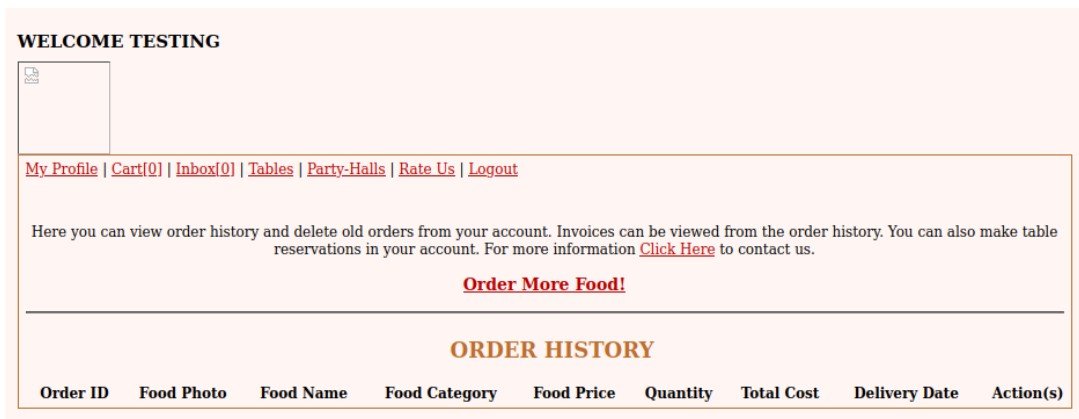 WELCOME TESTING
My Profile | Cart[0] | Inbox[0] | Tables | Party-Halls | Rate Us | Logout
Here you can view order history and delete old orders from your account. Invoices can be viewed from the order history. You can also make table
reservations in your account. For more information Click Here to contact us.
Order More Food!
ORDER HISTORY
Order ID Food Photo Food Name Food Category Food Price Quantity Total Cost Delivery Date Action(s)